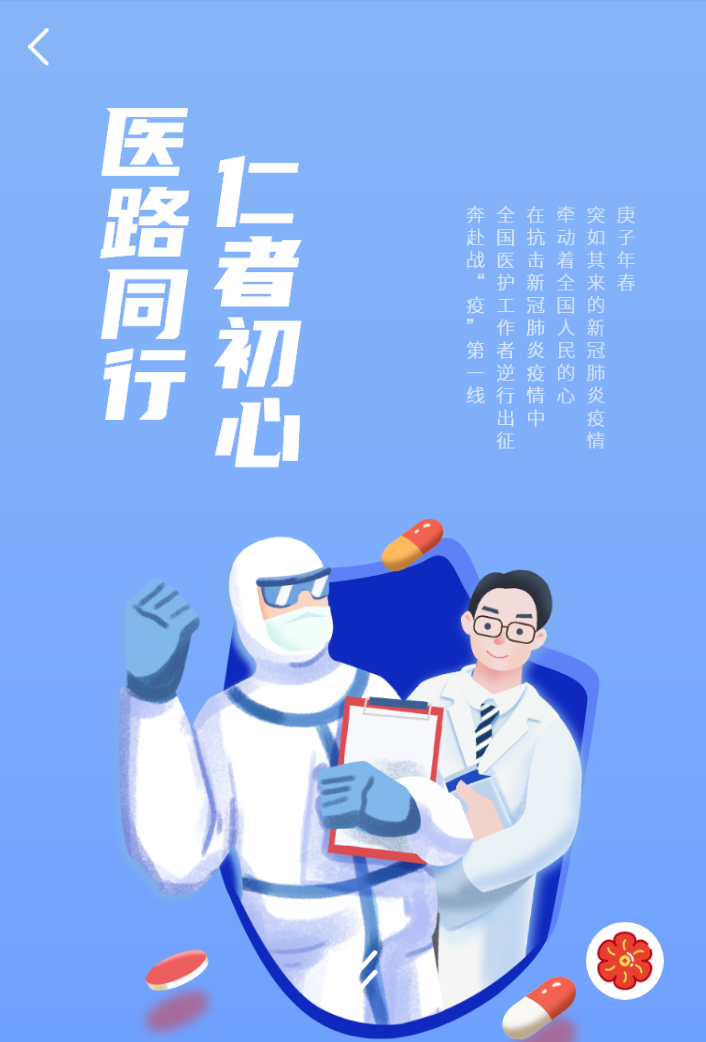 医路同行
仁者初心
庚子年春
突如其来的新冠肺炎疫情
牵动着全国人民的心
在抗击新冠肺炎疫情中
全国医护工作者逆行出征
奔赴战“疫”第一线